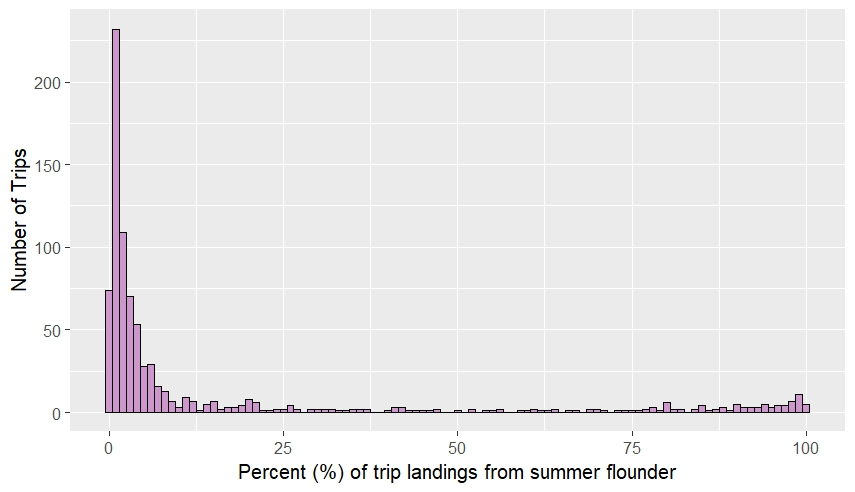 Number of Trips
200
150
100
50
0
0 25 50 75 100
Percent (%) of trip landings from summer flounder